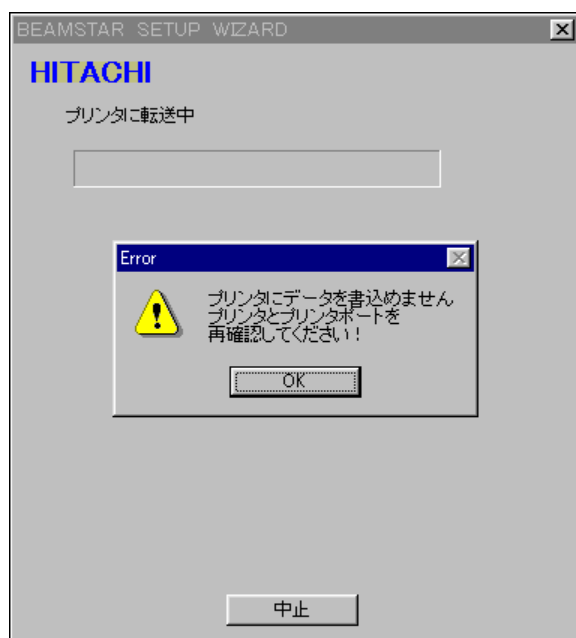 BEAMSTAR SETUP WIZARD
HITACHI
プリンタに転送中
Error
プリンタにデータを書込めません
プリンタとプリンタポートを
再確認してください！
OK
中止